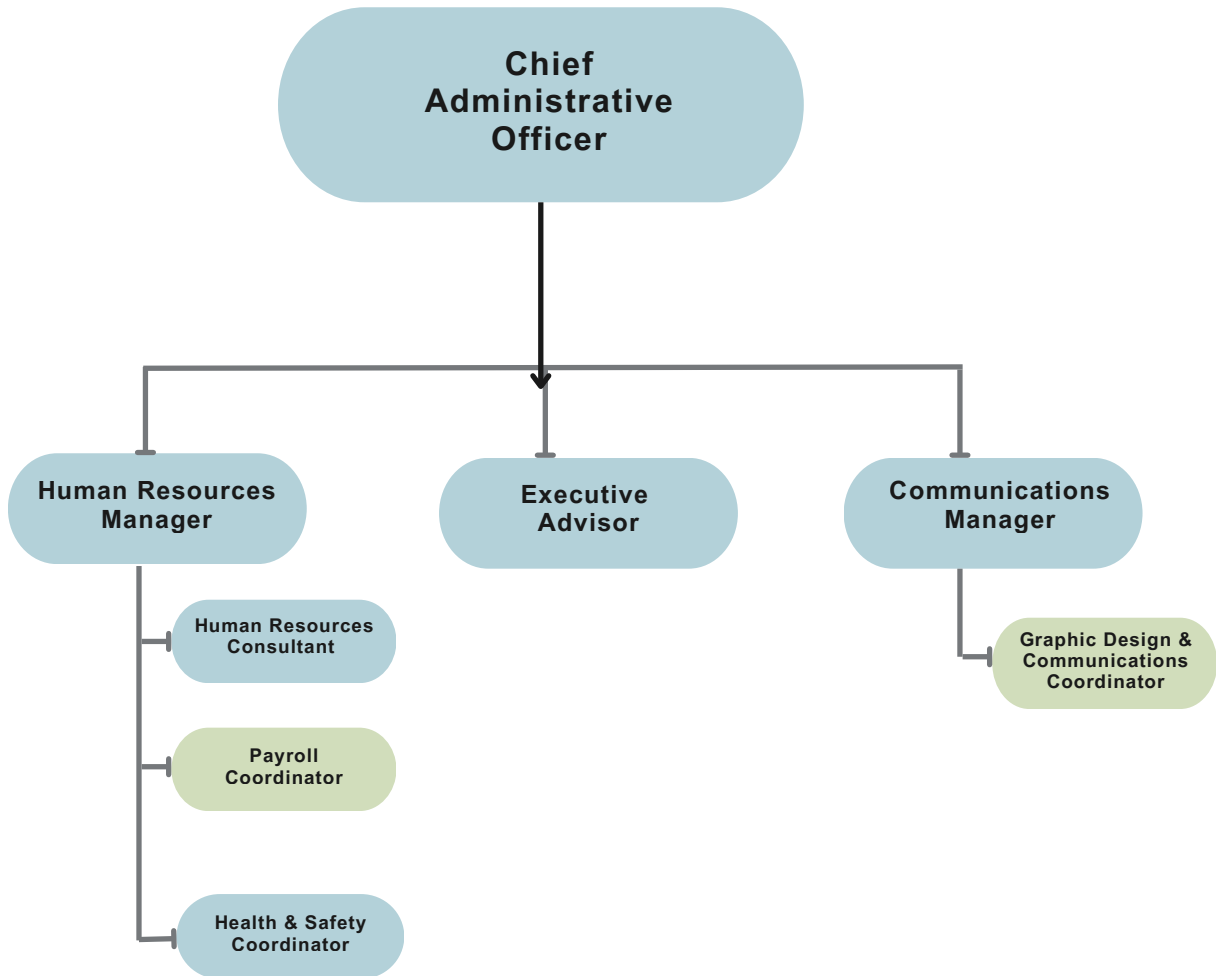 Chief
Administrative
Officer
Human Resources
Manager
Executive
Advisor
Communications
Manager
Human Resources
Consultant
Graphic Design &
Communications
Coordinator
Payroll
Coordinator
Health & Safety
Coordinator